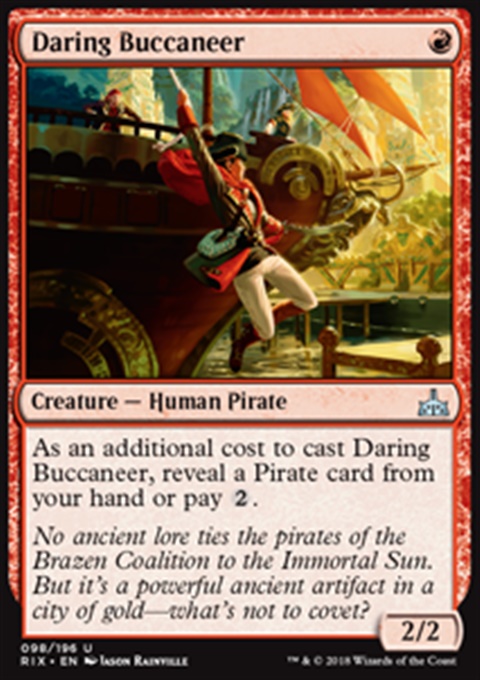 Daring Buccaneer
Creature — Human Pirate
As an additional cost to cast Daring
Buccaneer, reveal a Pirate card from
your hand or pay 2.
No ancient lore ties the pirates of the
Brazen Coalition to the Immortal Sun.
But it's a powerful ancient artifact in a
city of gold—what's not to covet?
2/2
098/196 U
RIX • EN Jason Rainville
™ & © 2018 Wizards of the Coast